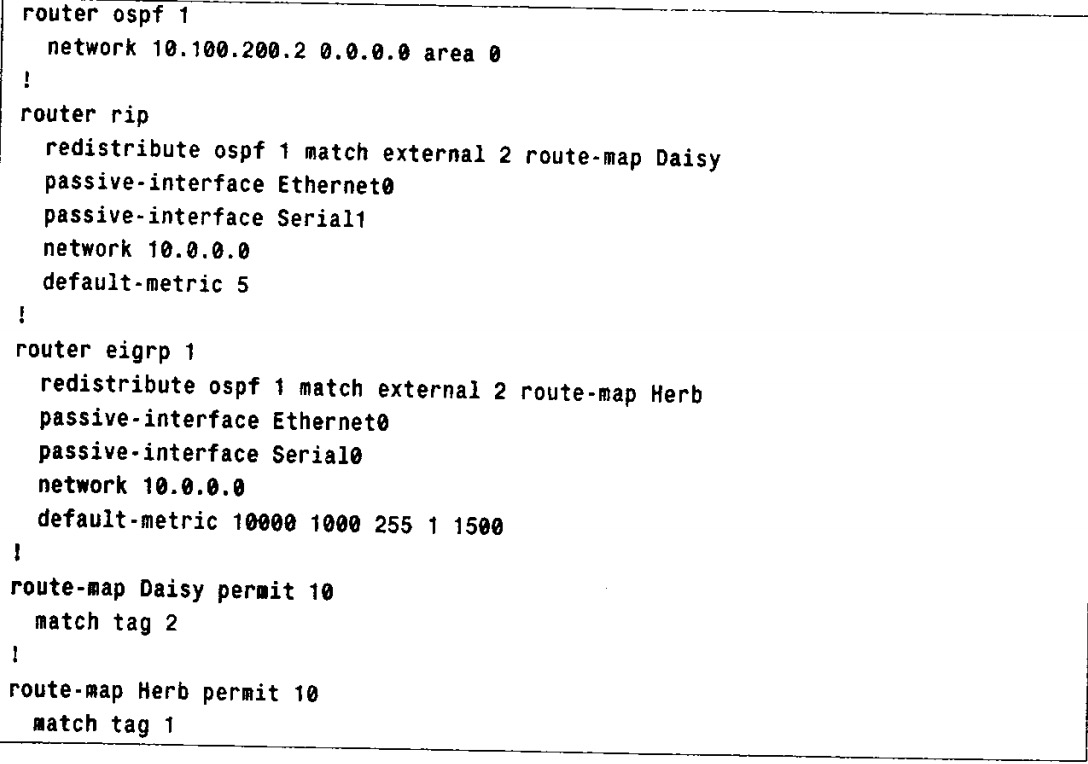 router ospf 1
  network 10.100.200.2 0.0.0.0 area 0
!
router rip
  redistribute ospf 1 match external 2 route-map Daisy
  passive-interface Ethernet0
  passive-interface Serial1
  network 10.0.0.0
  default-metric 5
!
router eigrp 1
  redistribute ospf 1 match external 2 route-map Herb
  passive-interface Ethernet0
  passive-interface Serial0
  network 10.0.0.0
  default-metric 10000 1000 255 1 1500
!
route-map Daisy permit 10
  match tag 2
!
route-map Herb permit 10
  match tag 1